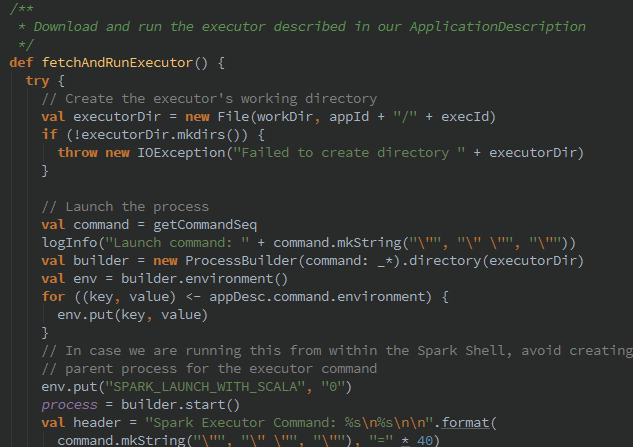 /**
 * Download and run the executor described in our ApplicationDescription
 */
def fetchAndRunExecutor() {
  try {
    // Create the executor's working directory
    val executorDir = new File(workDir, appId + "/" + execId)
    if (!executorDir.mkdirs()) {
      throw new IOException("Failed to create directory " + executorDir)
    }

    // Launch the process
    val command = getCommandSeq
    logInfo("Launch command: " + command.mkString("\"", "\" \"", "\""))
    val builder = new ProcessBuilder(command: _*).directory(executorDir)
    val env = builder.environment()
    for ((key, value) <- appDesc.command.environment) {
      env.put(key, value)
    }
    // In case we are running this from within the Spark Shell, avoid creating
    // parent process for the executor command
    env.put("SPARK_LAUNCH_WITH_SCALA", "0")
    process = builder.start()
    val header = "Spark Executor Command: %s\n%s\n\n".format(
      command.mkString("\"", "\" \"", "\""), "=" * 40)